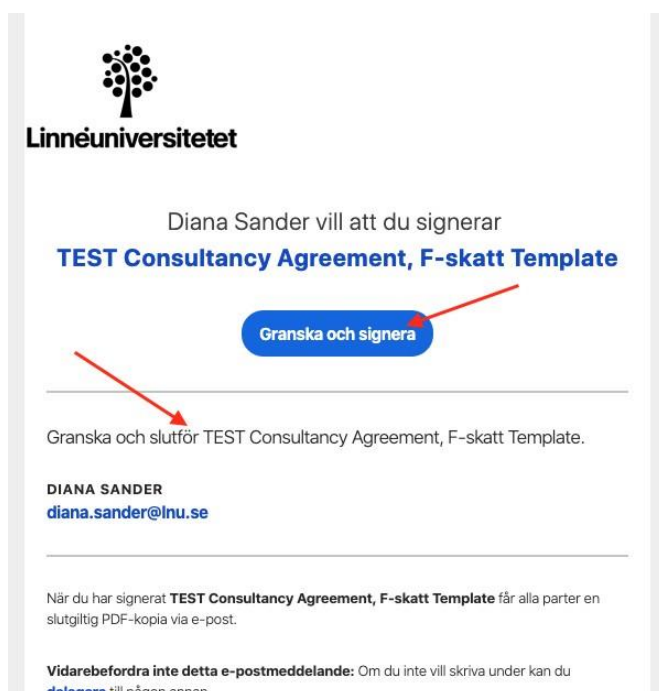 Linnéuniversitetet
Diana Sander vill att du signerar
TEST Consultancy Agreement, F-skatt Template
Granska och signera
Granska och slutför TEST Consultancy Agreement, F-skatt Template.
DIANA SANDER
diana.sander@lnu.se
När du har signerat TEST Consultancy Agreement, F-skatt Template får alla parter en
slutgiltig PDF-kopia via e-post.
Vidarebefordra inte detta e-postmeddelande: Om du inte vill skriva under kan du
delegera till någon annan.